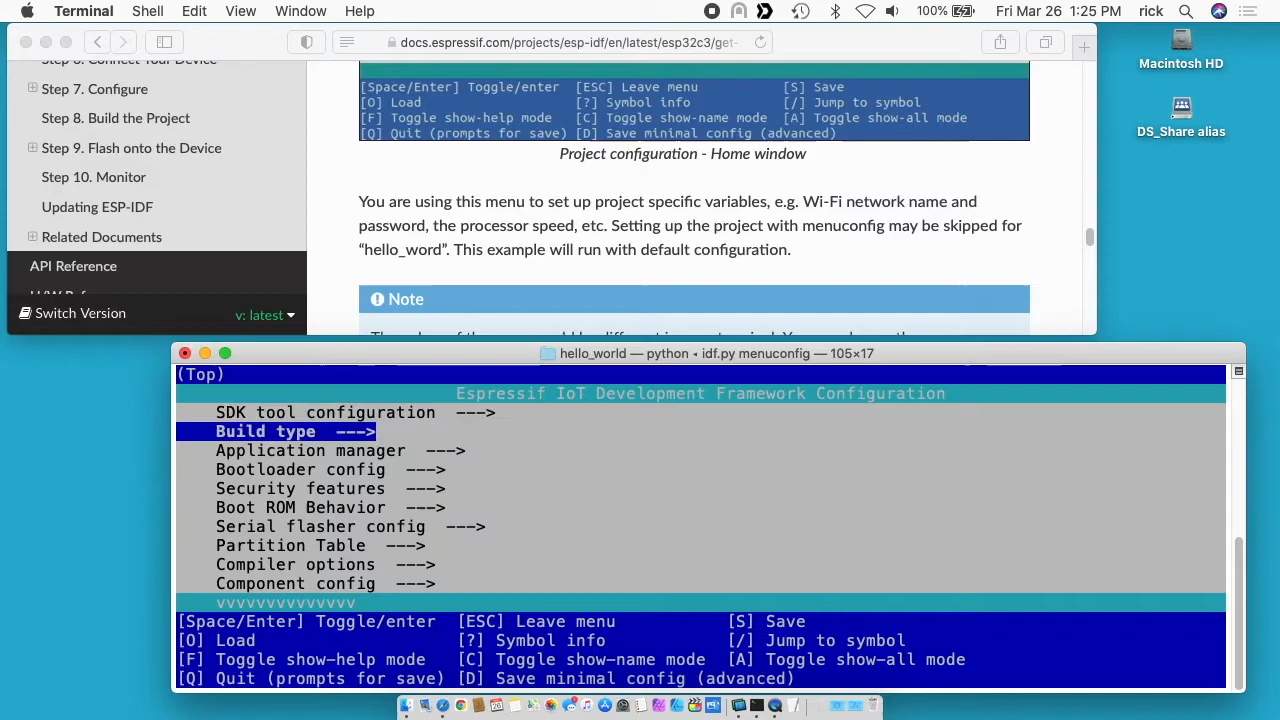 Terminal Shell Edit View Window Help 100% Fri Mar 26 1:25 PM rick
docs.espressif.com/projects/esp-idf/en/latest/esp32c3/get-
Step 6. Connect Your Device
Step 7. Configure
Step 8. Build the Project
Step 9. Flash onto the Device
Step 10. Monitor
Updating ESP-IDF
Related Documents
API Reference
Switch Version v: latest
[Space/Enter] Toggle/enter [ESC] Leave menu [S] Save
[O] Load [?] Symbol info [/] Jump to symbol
[F] Toggle show-help mode [C] Toggle show-name mode [A] Toggle show-all mode
[Q] Quit (prompts for save) [D] Save minimal config (advanced)
Project configuration - Home window
You are using this menu to set up project specific variables, e.g. Wi-Fi network name and
password, the processor speed, etc. Setting up the project with menuconfig may be skipped for
“hello_word”. This example will run with default configuration.
Note
Macintosh HD
DS_Share alias
hello_world — python ◂ idf.py menuconfig — 105×17
(Top)
Espressif IoT Development Framework Configuration
SDK tool configuration --->
Build type --->
Application manager --->
Bootloader config --->
Security features --->
Boot ROM Behavior --->
Serial flasher config --->
Partition Table --->
Compiler options --->
Component config --->
vvvvvvvvvvvvvv
[Space/Enter] Toggle/enter [ESC] Leave menu [S] Save
[O] Load [?] Symbol info [/] Jump to symbol
[F] Toggle show-help mode [C] Toggle show-name mode [A] Toggle show-all mode
[Q] Quit (prompts for save) [D] Save minimal config (advanced)